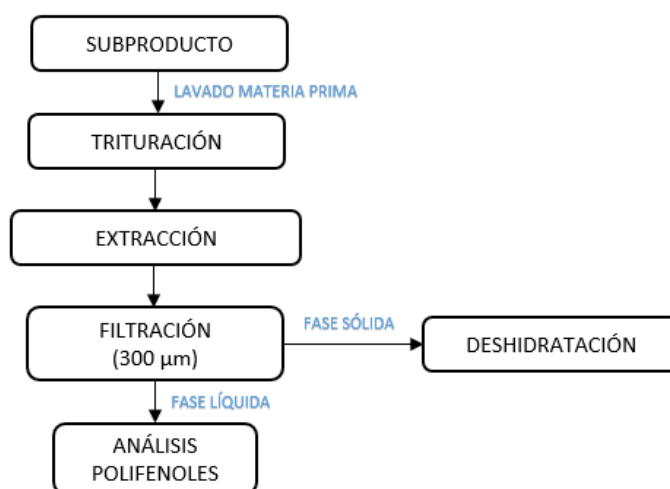 SUBPRODUCTO
LAVADO MATERIA PRIMA
TRITURACIÓN
EXTRACCIÓN
FILTRACIÓN
(300 µm)
FASE SÓLIDA
DESHIDRATACIÓN
FASE LÍQUIDA
ANÁLISIS
POLIFENOLES